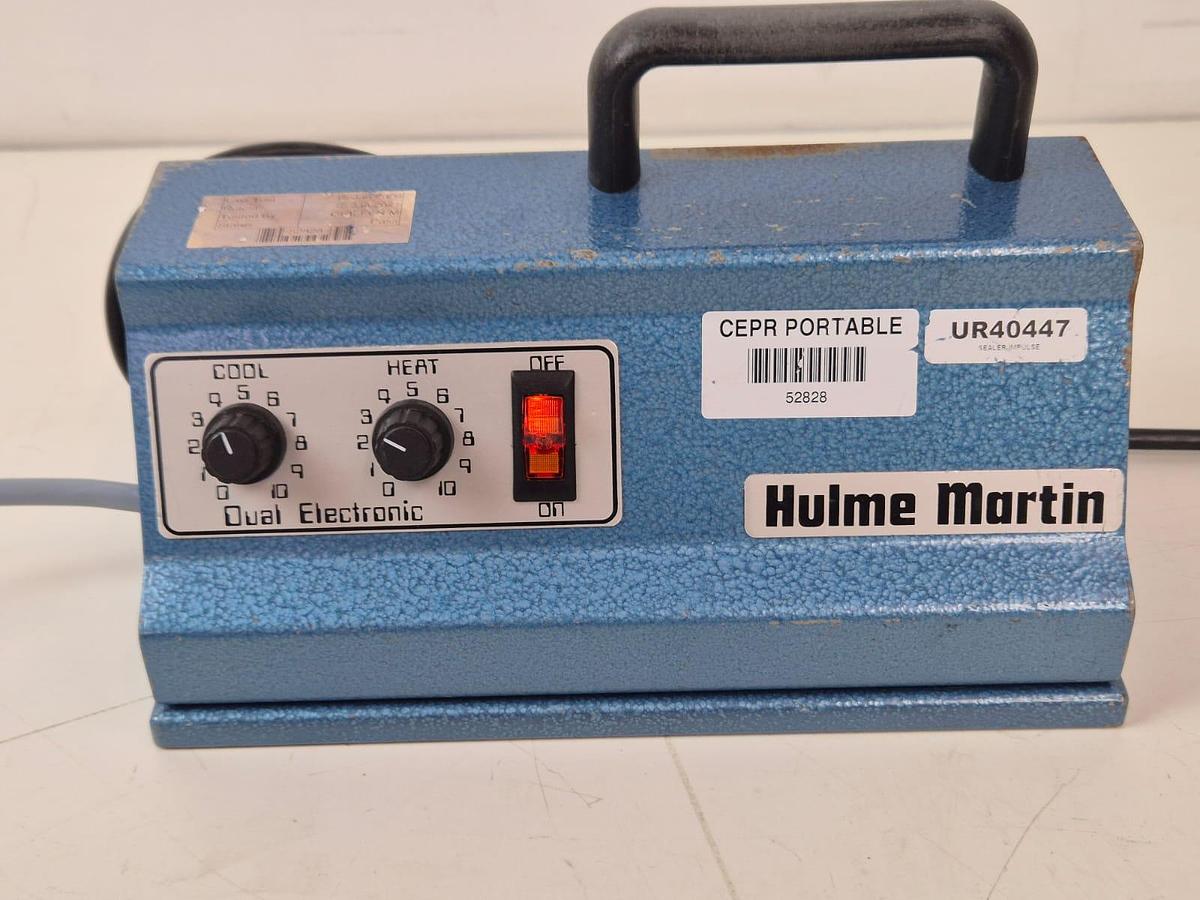 COOL
0 1 2 3 4 5 6 7 8 9 10
HEAT
0 1 2 3 4 5 6 7 8 9 10
OFF
ON
Dual Electronic
CEPR PORTABLE
52828
UR40447
SEALER,IMPULSE
Hulme Martin